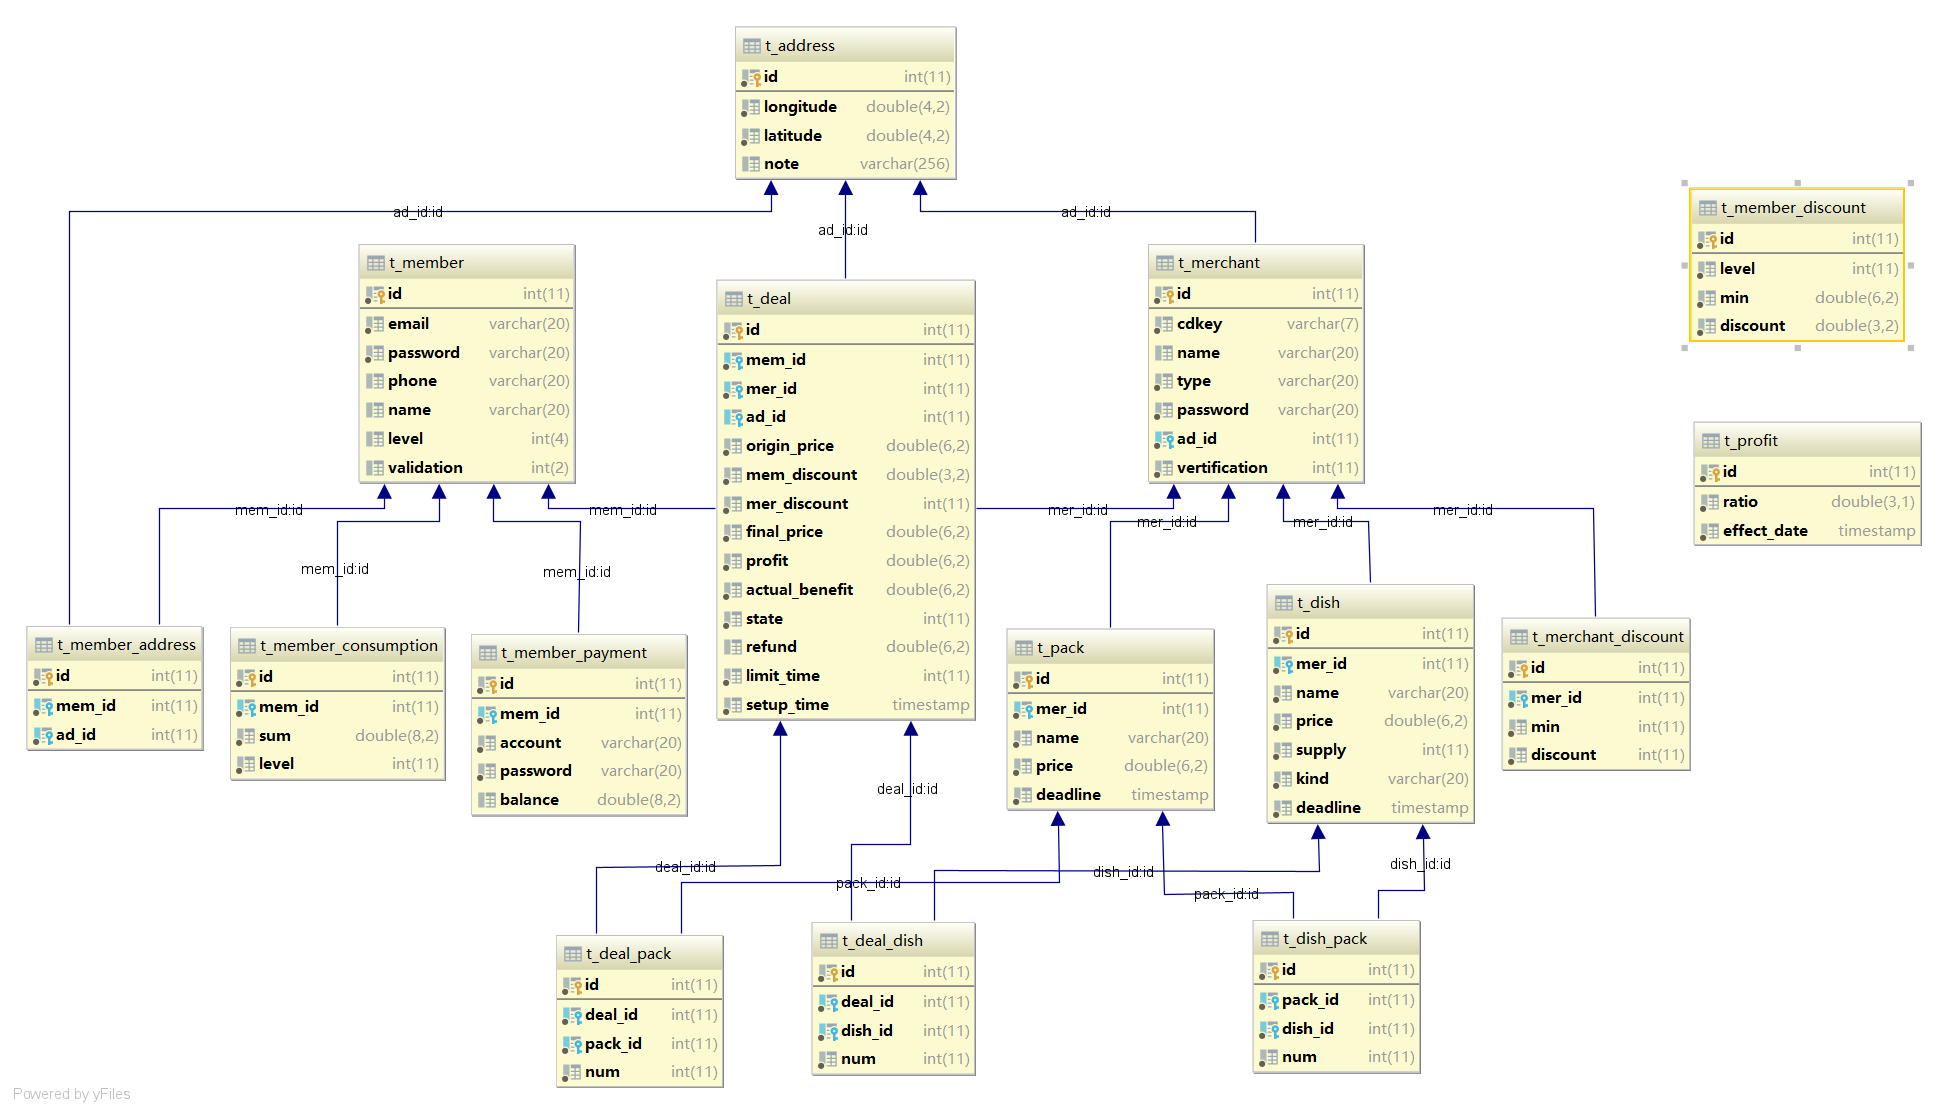 t_address
id int(11)
longitude double(4,2)
latitude double(4,2)
note varchar(256)
ad_id:id
ad_id:id
ad_id:id
t_member_discount
id int(11)
level int(11)
min double(6,2)
discount double(3,2)
t_member
id int(11)
email varchar(20)
password varchar(20)
phone varchar(20)
name varchar(20)
level int(4)
validation int(2)
t_deal
id int(11)
mem_id int(11)
mer_id int(11)
ad_id int(11)
origin_price double(6,2)
mem_discount double(3,2)
mer_discount int(11)
final_price double(6,2)
profit double(6,2)
actual_benefit double(6,2)
state int(11)
refund double(6,2)
limit_time int(11)
setup_time timestamp
t_merchant
id int(11)
cdkey varchar(7)
name varchar(20)
type varchar(20)
password varchar(20)
ad_id int(11)
vertification int(11)
t_profit
id int(11)
ratio double(3,1)
effect_date timestamp
mem_id:id
mem_id:id
mer_id:id
mer_id:id
mer_id:id
mer_id:id
mem_id:id
mem_id:id
t_member_address
id int(11)
mem_id int(11)
ad_id int(11)
t_member_consumption
id int(11)
mem_id int(11)
sum double(8,2)
level int(11)
t_member_payment
id int(11)
mem_id int(11)
account varchar(20)
password varchar(20)
balance double(8,2)
t_pack
id int(11)
mer_id int(11)
name varchar(20)
price double(6,2)
deadline timestamp
t_dish
id int(11)
mer_id int(11)
name varchar(20)
price double(6,2)
supply int(11)
kind varchar(20)
deadline timestamp
t_merchant_discount
id int(11)
mer_id int(11)
min int(11)
discount int(11)
deal_id:id
deal_id:id
pack_id:id
dish_id:id
dish_id:id
pack_id:id
t_deal_pack
id int(11)
deal_id int(11)
pack_id int(11)
num int(11)
t_deal_dish
id int(11)
deal_id int(11)
dish_id int(11)
num int(11)
t_dish_pack
id int(11)
pack_id int(11)
dish_id int(11)
num int(11)
Powered by yFiles